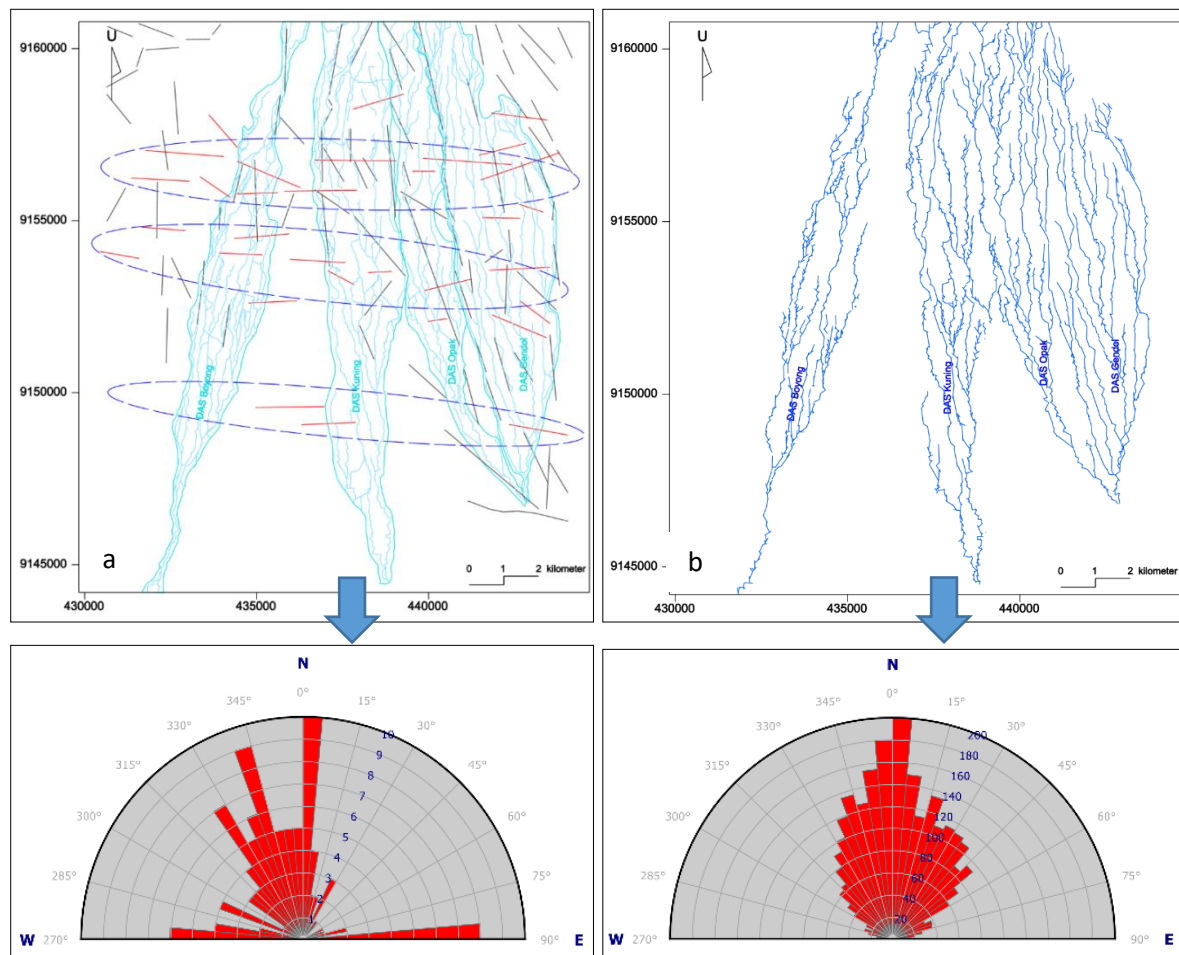 9160000
U
9155000
9150000
9145000
DAS Boyong
DAS Kuning
DAS Opak
DAS Gendol
a
0 1 2 kilometer
430000 435000 440000
9160000
U
9155000
9150000
9145000
DAS Boyong
DAS Kuning
DAS Opak
DAS Gendol
b
0 1 2 kilometer
430000 435000 440000
N
0°
345° 15°
330° 30°
315° 45°
300° 60°
285° 75°
W 270° 90° E
10
9
8
7
6
5
4
3
2
1
N
0°
345° 15°
330° 30°
315° 45°
300° 60°
285° 75°
W 270° 90° E
200
180
160
140
120
100
80
60
40
20